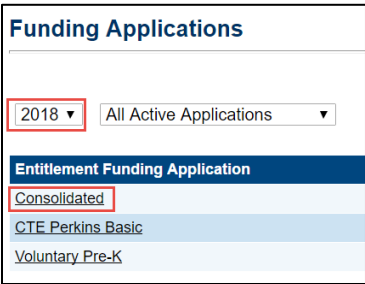 Funding Applications
2018 All Active Applications
Entitlement Funding Application
Consolidated
CTE Perkins Basic
Voluntary Pre-K